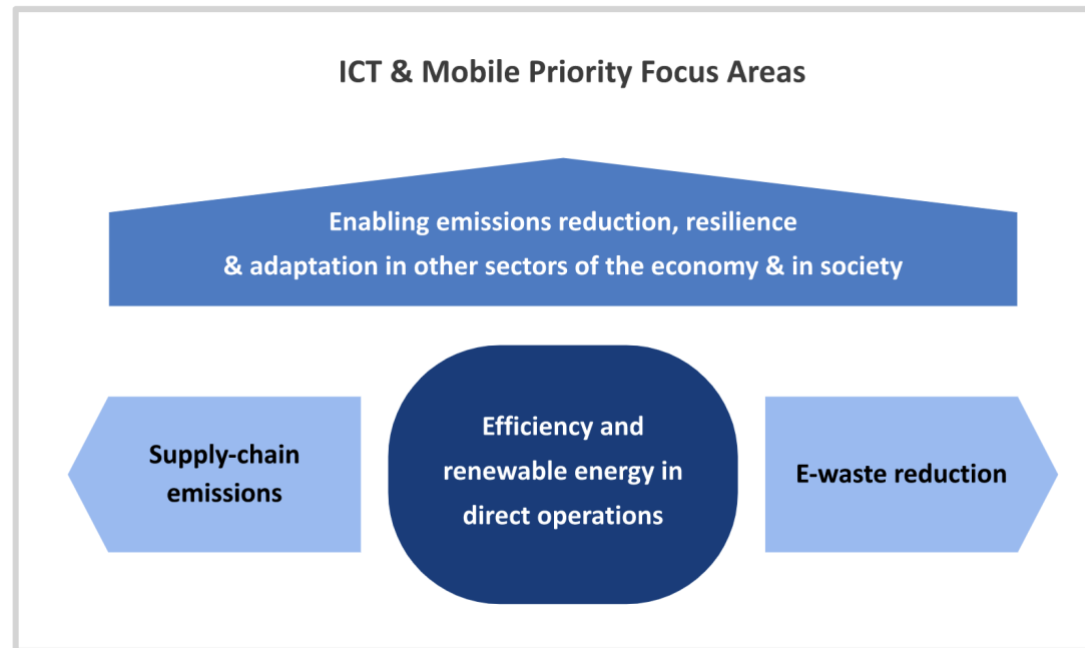 ICT & Mobile Priority Focus Areas
Enabling emissions reduction, resilience
& adaptation in other sectors of the economy & in society
Supply-chain
emissions
Efficiency and
renewable energy in
direct operations
E-waste reduction